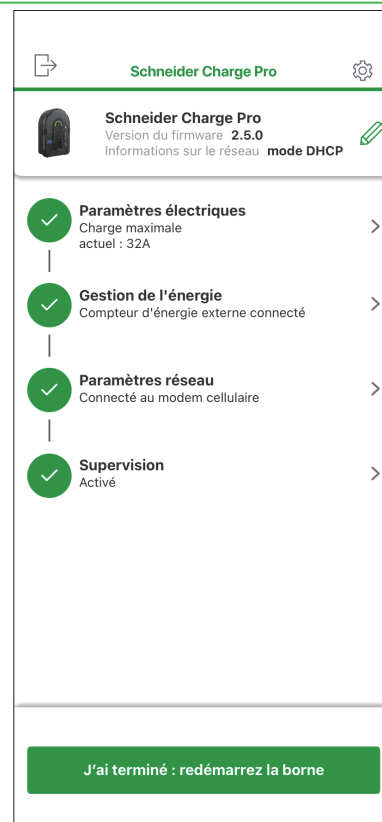 Schneider Charge Pro
Schneider Charge Pro
Version du firmware 2.5.0
Informations sur le réseau mode DHCP
Paramètres électriques
Charge maximale
actuel : 32A
Gestion de l'énergie
Compteur d'énergie externe connecté
Paramètres réseau
Connecté au modem cellulaire
Supervision
Activé
J’ai terminé : redémarrez la borne